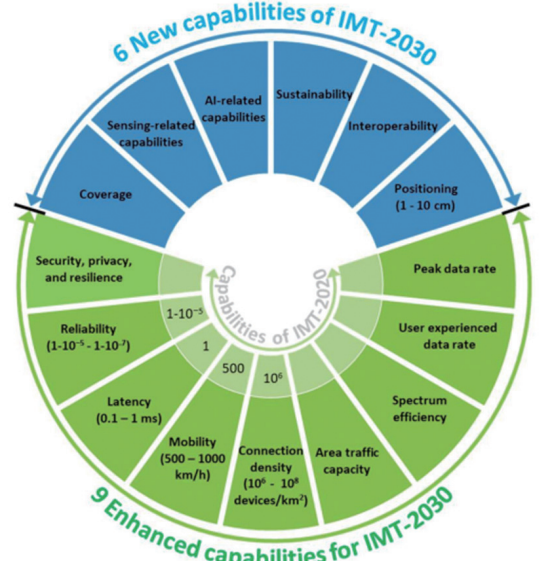 6 New capabilities of IMT-2030
Coverage
Sensing-related
capabilities
AI-related
capabilities
Sustainability
Interoperability
Positioning
(1 - 10 cm)
Security, privacy,
and resilience
Reliability
(1-10⁻⁵ - 1-10⁻⁷)
Latency
(0.1 – 1 ms)
Mobility
(500 – 1000
km/h)
Connection
density
(10⁶ - 10⁸
devices/km²)
Area traffic
capacity
Spectrum
efficiency
User experienced
data rate
Peak data rate
1-10⁻⁵
1
500
10⁶
Capabilities of IMT-2020
9 Enhanced capabilities for IMT-2030